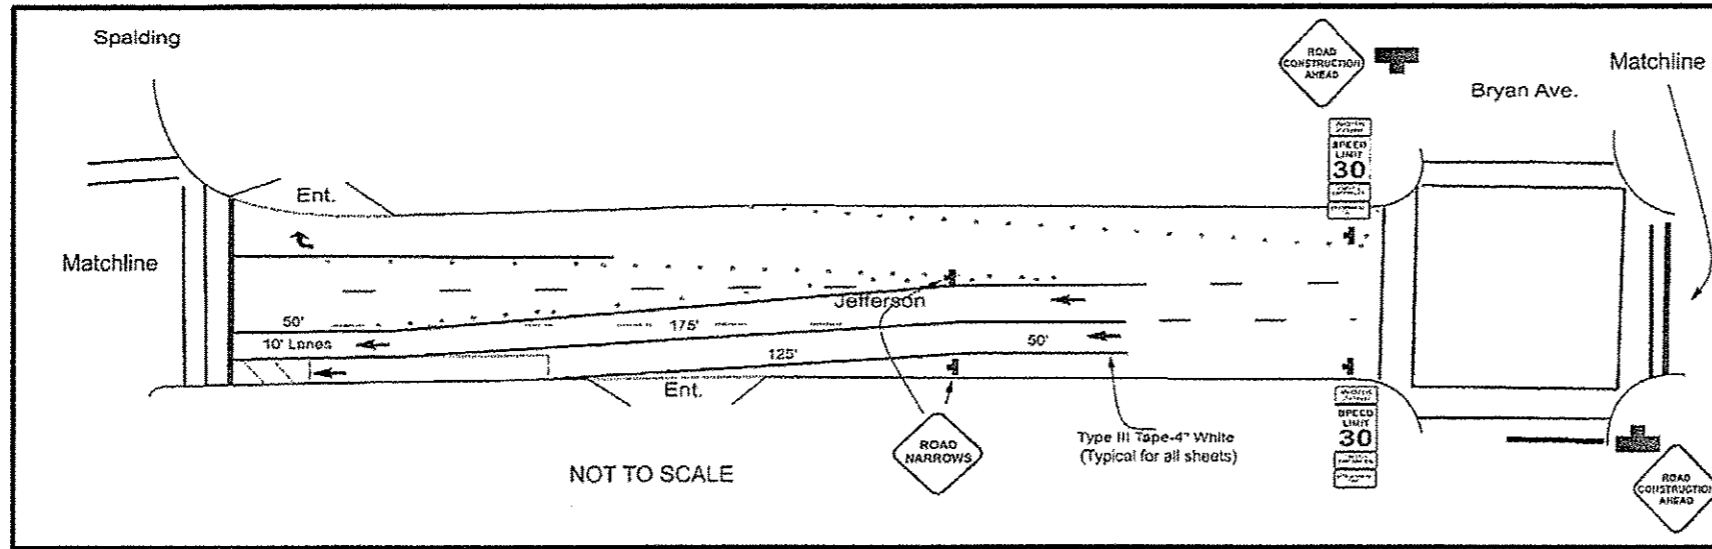 Spalding
ROAD
CONSTRUCTION
AHEAD
Matchline
Bryan Ave.
SPEED
LIMIT
30
Ent.
Matchline
Jefferson
50'
175'
10' Lanes
125'
50'
Ent.
ROAD
NARROWS
Type III Tape-4" White
(Typical for all sheets)
WORK
ZONE
SPEED
LIMIT
30
NOT TO SCALE
ROAD
CONSTRUCTION
AHEAD